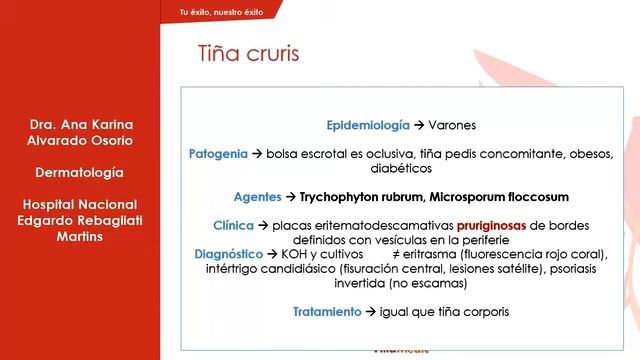 Tu éxito, nuestro éxito
Tiña cruris
Dra. Ana Karina
Alvarado Osorio
Dermatología
Hospital Nacional
Edgardo Rebagliati
Martins
Epidemiología → Varones
Patogenia → bolsa escrotal es oclusiva, tiña pedis concomitante, obesos,
diabéticos
Agentes → Trychophyton rubrum, Microsporum floccosum
Clínica → placas eritematodescamativas pruriginosas de bordes
definidos con vesículas en la periferie
Diagnóstico → KOH y cultivos ≠ eritrasma (fluorescencia rojo coral),
intértrigo candidiásico (fisuración central, lesiones satélite), psoriasis
invertida (no escamas)
Tratamiento → igual que tiña corporis